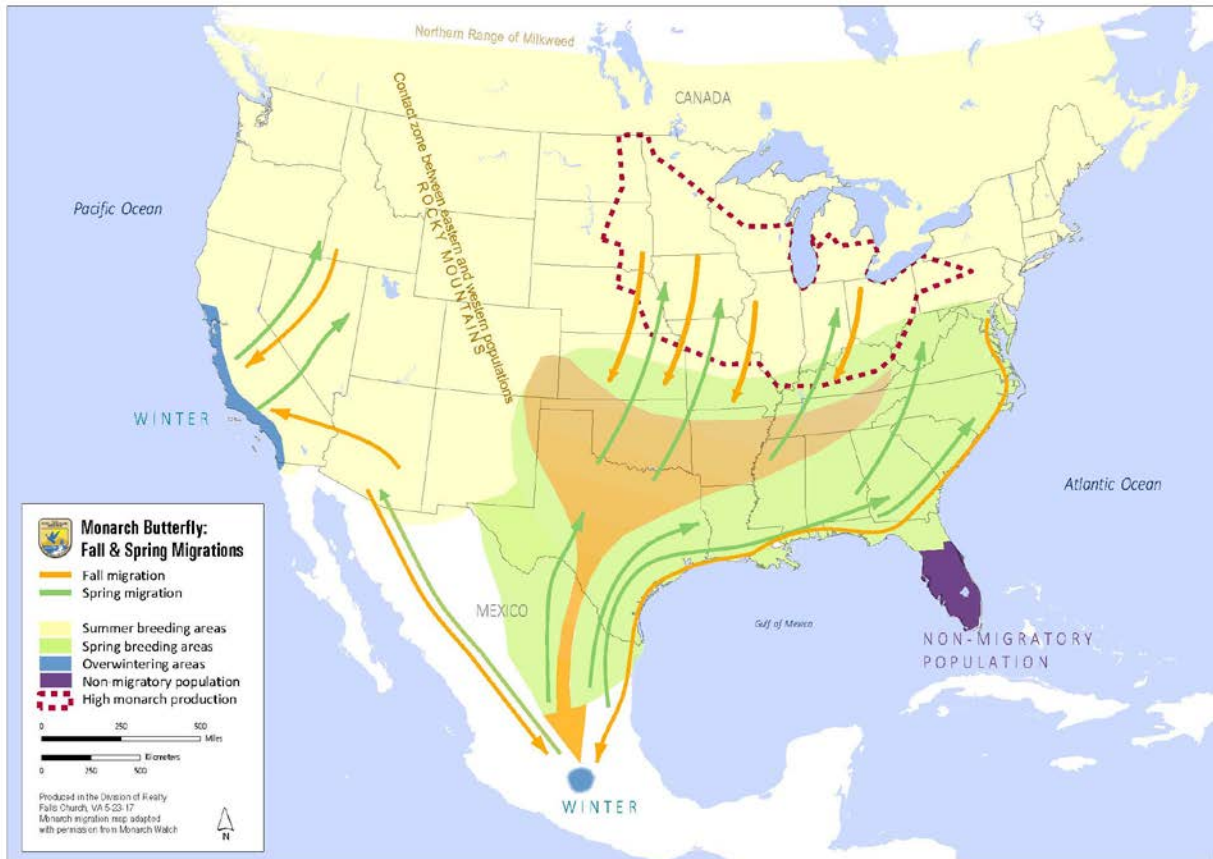 Northern Range of Milkweed
CANADA
Contact zone between eastern and western populations
ROCKY MOUNTAINS
Pacific Ocean
WINTER
Atlantic Ocean
MEXICO
Gulf of Mexico
NON-MIGRATORY
POPULATION
WINTER
Monarch Butterfly:
Fall & Spring Migrations
Fall migration
Spring migration
Summer breeding areas
Spring breeding areas
Overwintering areas
Non-migratory population
High monarch production
0 250 500
Miles
Kilometers
0 250 500
Produced in the Division of Realty
Falls Church, VA 5-23-17
Monarch migration map adapted
with permission from Monarch Watch
N